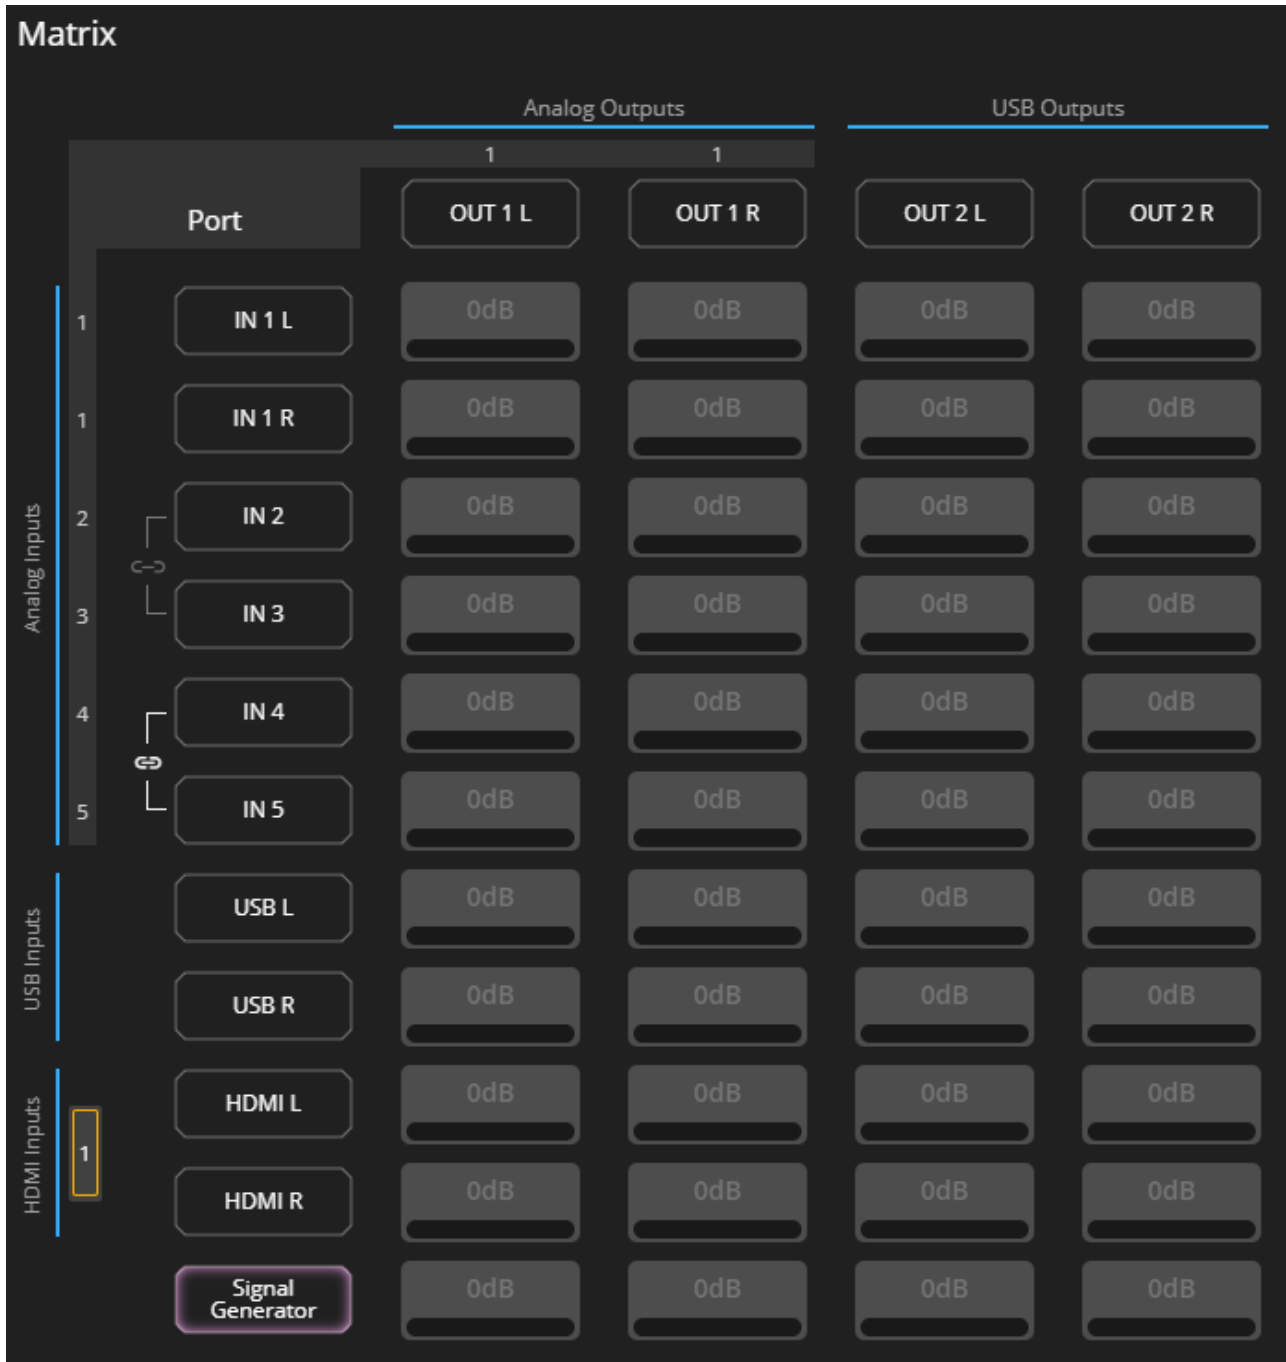 Matrix
Analog Outputs USB Outputs
1 1
Port OUT 1 L OUT 1 R OUT 2 L OUT 2 R
Analog Inputs
1 IN 1 L 0dB 0dB 0dB 0dB
1 IN 1 R 0dB 0dB 0dB 0dB
2 IN 2 0dB 0dB 0dB 0dB
3 IN 3 0dB 0dB 0dB 0dB
4 IN 4 0dB 0dB 0dB 0dB
5 IN 5 0dB 0dB 0dB 0dB
USB Inputs
USB L 0dB 0dB 0dB 0dB
USB R 0dB 0dB 0dB 0dB
HDMI Inputs
1
HDMI L 0dB 0dB 0dB 0dB
HDMI R 0dB 0dB 0dB 0dB
Signal
Generator 0dB 0dB 0dB 0dB